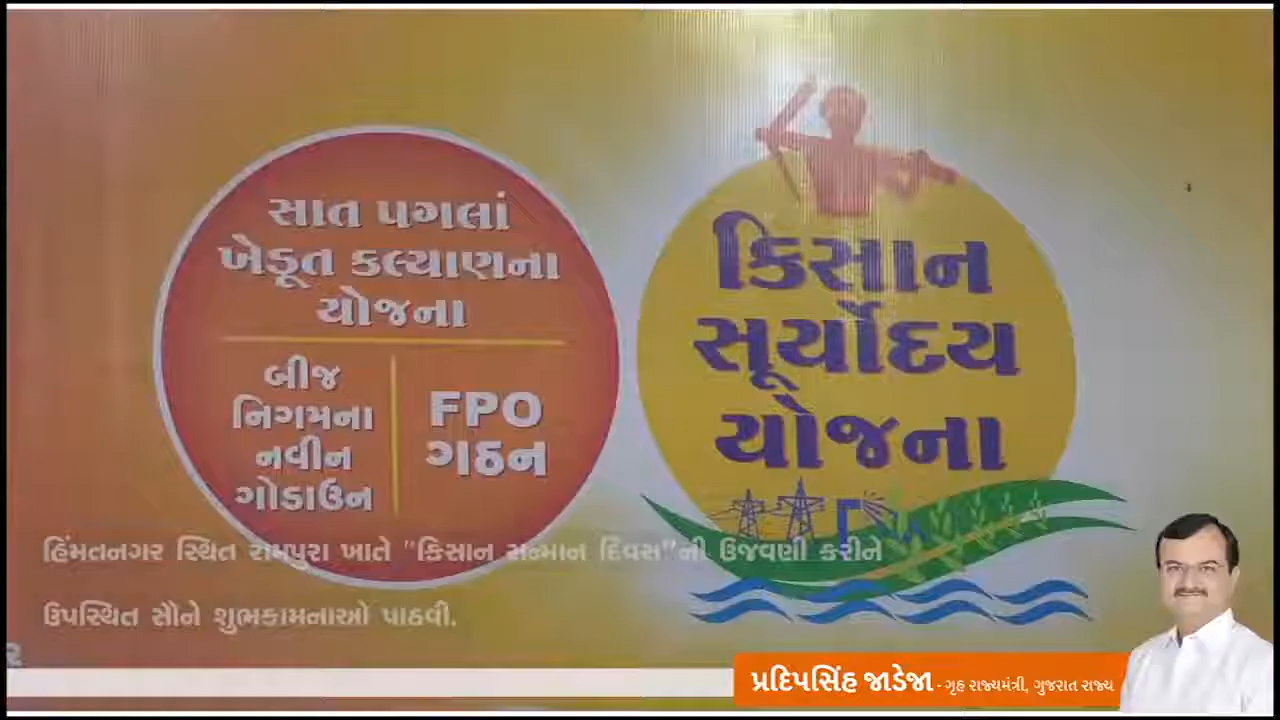 સાત પગલાં
ખેડૂત કલ્યાણના
યોજના
બીજ
નિગમના
નવીન
ગોડાઉન
FPO
ગઠન
કિસાન
સૂર્યોદય
યોજના
હિંમતનગર સ્થિત રામપુરા ખાતે "કિસાન સન્માન દિવસ"ની ઉજવણી કરીને
ઉપસ્થિત સૌને શુભકામનાઓ પાઠવી.
પ્રદિપસિંહ જાડેજા - ગૃહ રાજ્યમંત્રી, ગુજરાત રાજ્ય